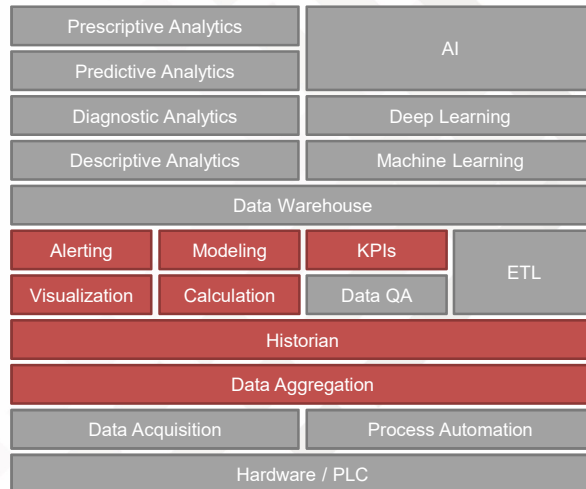 Prescriptive Analytics
AI
Predictive Analytics
Diagnostic Analytics
Deep Learning
Descriptive Analytics
Machine Learning
Data Warehouse
Alerting
Modeling
KPIs
ETL
Visualization
Calculation
Data QA
Historian
Data Aggregation
Data Acquisition
Process Automation
Hardware / PLC